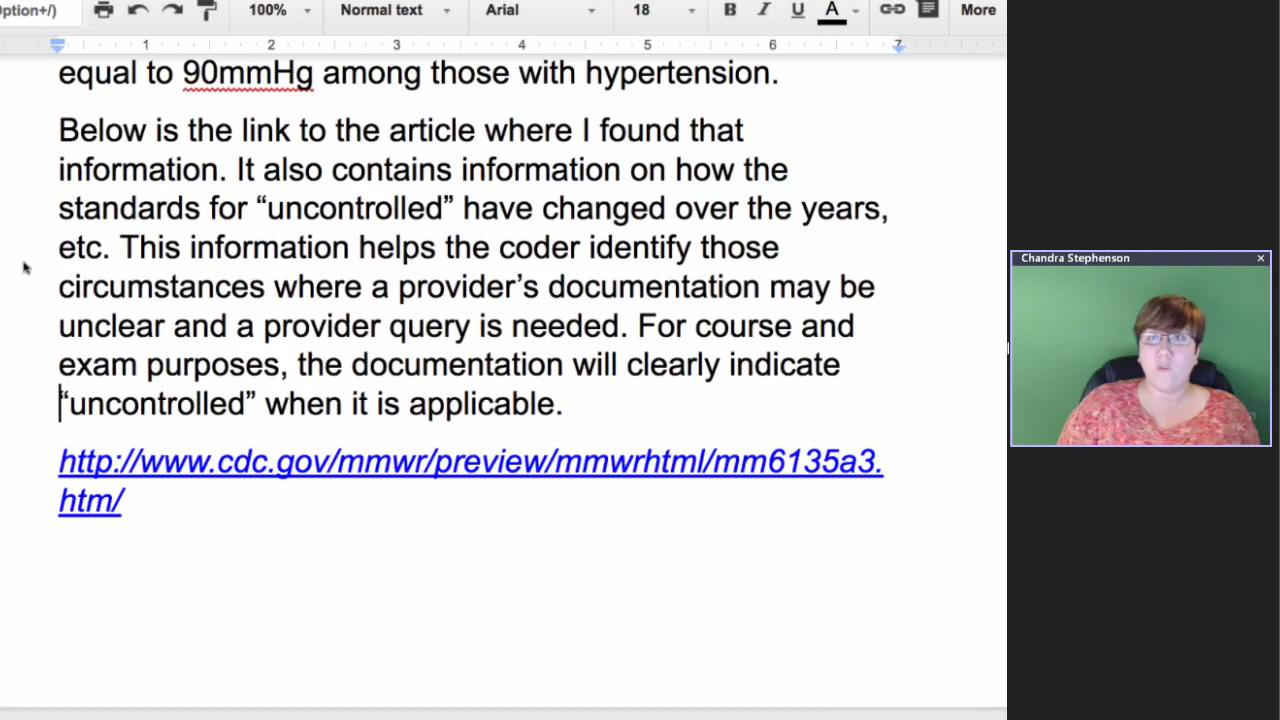 Option+/)
100%
Normal text
Arial
18
B
I
U
A
More
1 2 3 4 5 6 7
equal to 90mmHg among those with hypertension.
Below is the link to the article where I found that
information. It also contains information on how the
standards for “uncontrolled” have changed over the years,
etc. This information helps the coder identify those
circumstances where a provider’s documentation may be
unclear and a provider query is needed. For course and
exam purposes, the documentation will clearly indicate
“uncontrolled” when it is applicable.
http://www.cdc.gov/mmwr/preview/mmwrhtml/mm6135a3.
htm/
Chandra Stephenson